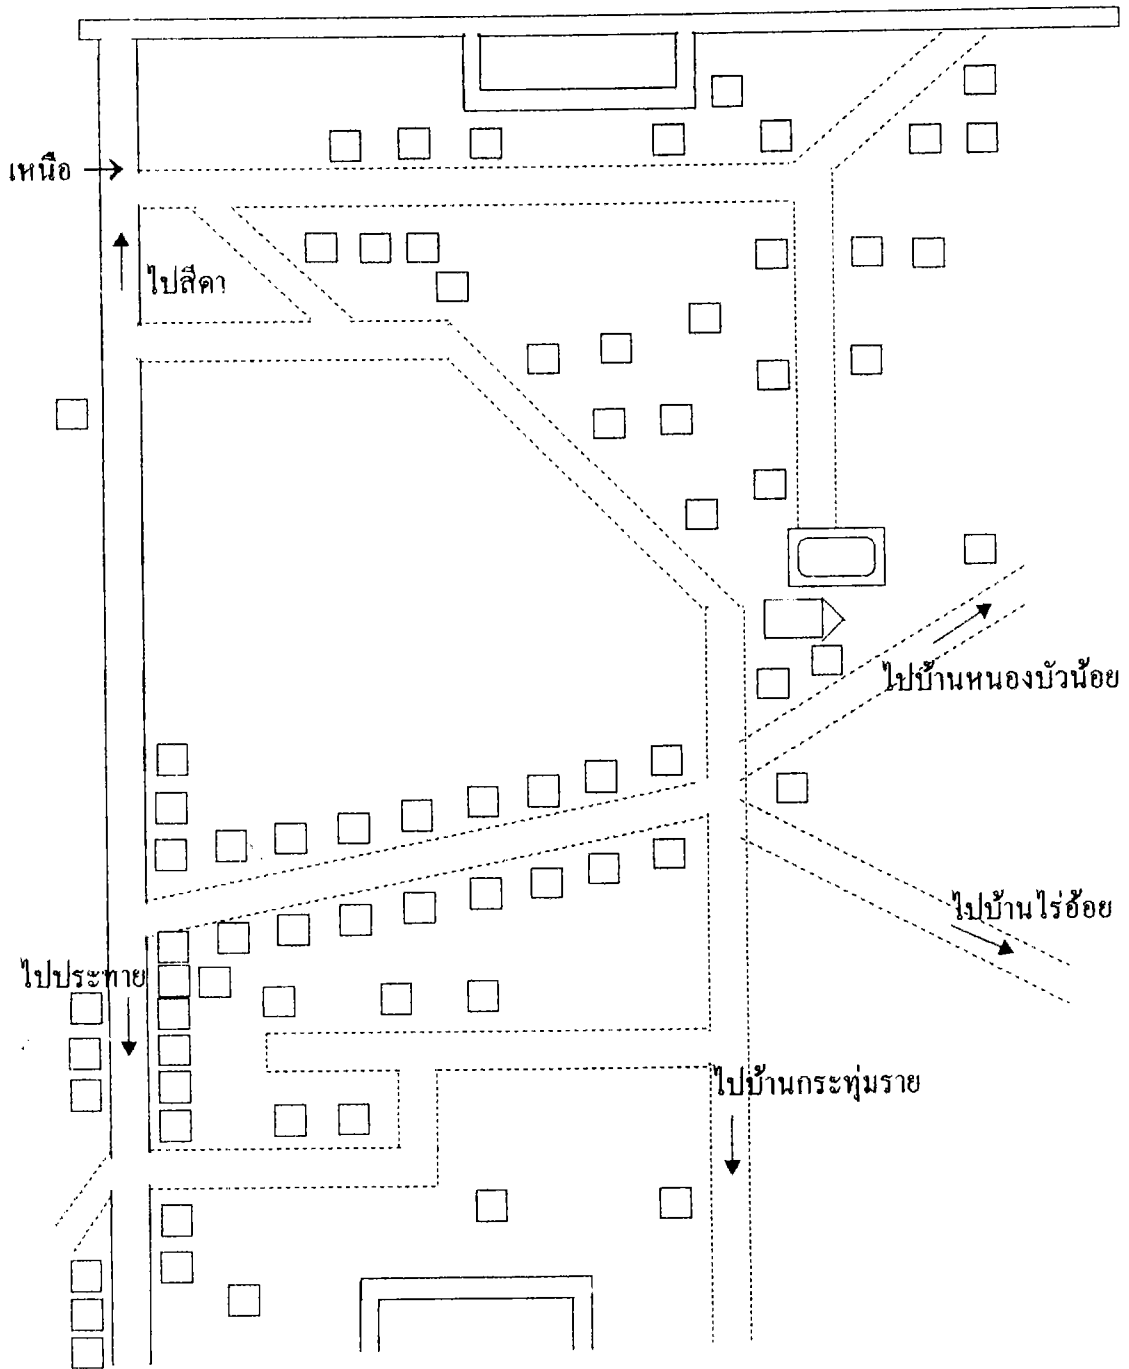 เหนือ
ไปสีดา
ไปบ้านหนองบัวน้อย
ไปบ้านไร่อ้อย
ไปประทาย
ไปบ้านกระทุ่มราย